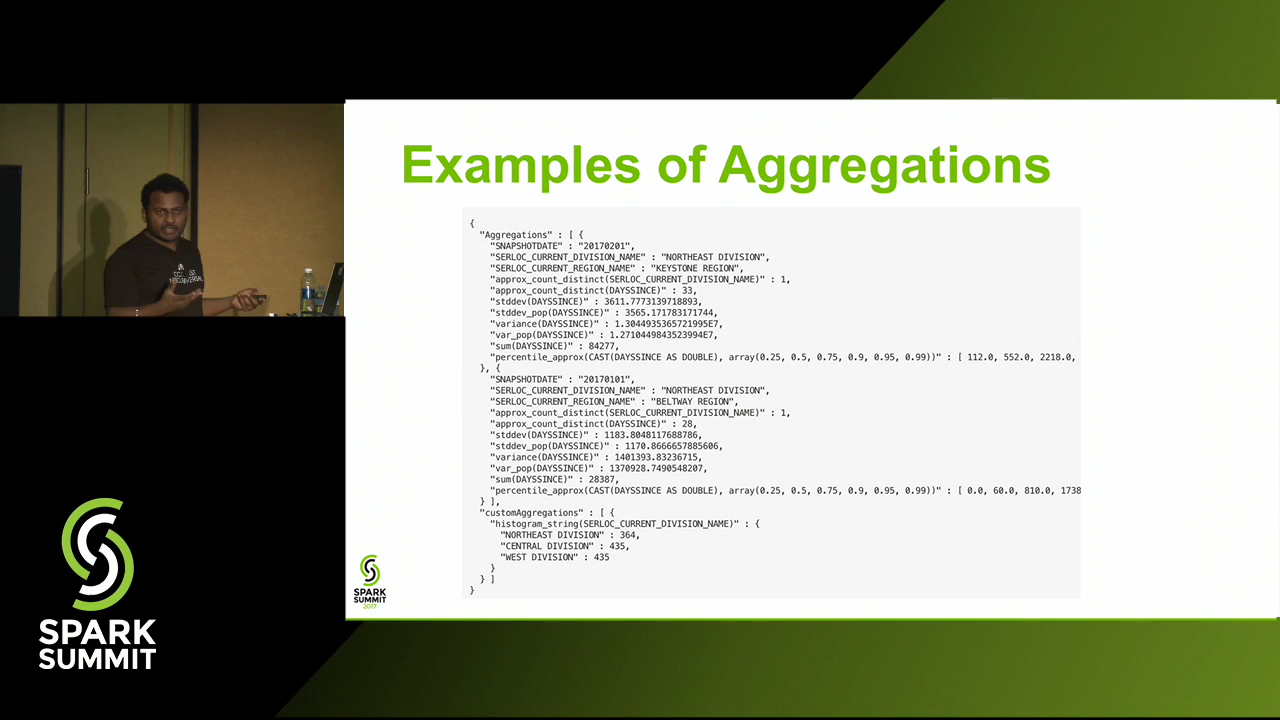 Examples of Aggregations
{
"Aggregations" : [ {
"SNAPSHOTDATE" : "20170201",
"SERLOC_CURRENT_DIVISION_NAME" : "NORTHEAST DIVISION",
"SERLOC_CURRENT_REGION_NAME" : "KEYSTONE REGION",
"approx_count_distinct(SERLOC_CURRENT_DIVISION_NAME)" : 1,
"approx_count_distinct(DAYSSINCE)" : 33,
"stddev(DAYSSINCE)" : 3611.7773139718893,
"stddev_pop(DAYSSINCE)" : 3565.171783171744,
"variance(DAYSSINCE)" : 1.3044935365721995E7,
"var_pop(DAYSSINCE)" : 1.2710449843523994E7,
"sum(DAYSSINCE)" : 84277,
"percentile_approx(CAST(DAYSSINCE AS DOUBLE), array(0.25, 0.5, 0.75, 0.9, 0.95, 0.99))" : [ 112.0, 552.0, 2218.0,
}, {
"SNAPSHOTDATE" : "20170101",
"SERLOC_CURRENT_DIVISION_NAME" : "NORTHEAST DIVISION",
"SERLOC_CURRENT_REGION_NAME" : "BELTWAY REGION",
"approx_count_distinct(SERLOC_CURRENT_DIVISION_NAME)" : 1,
"approx_count_distinct(DAYSSINCE)" : 28,
"stddev(DAYSSINCE)" : 1183.8048117688786,
"stddev_pop(DAYSSINCE)" : 1170.8666657885606,
"variance(DAYSSINCE)" : 1401393.83236715,
"var_pop(DAYSSINCE)" : 1370928.7490548207,
"sum(DAYSSINCE)" : 28387,
"percentile_approx(CAST(DAYSSINCE AS DOUBLE), array(0.25, 0.5, 0.75, 0.9, 0.95, 0.99))" : [ 0.0, 60.0, 810.0, 1738
} ],
"customAggregations" : [ {
"histogram_string(SERLOC_CURRENT_DIVISION_NAME)" : {
"NORTHEAST DIVISION" : 364,
"CENTRAL DIVISION" : 435,
"WEST DIVISION" : 435
}
} ]
}
SPARK
SUMMIT
2017
SPARK
SUMMIT